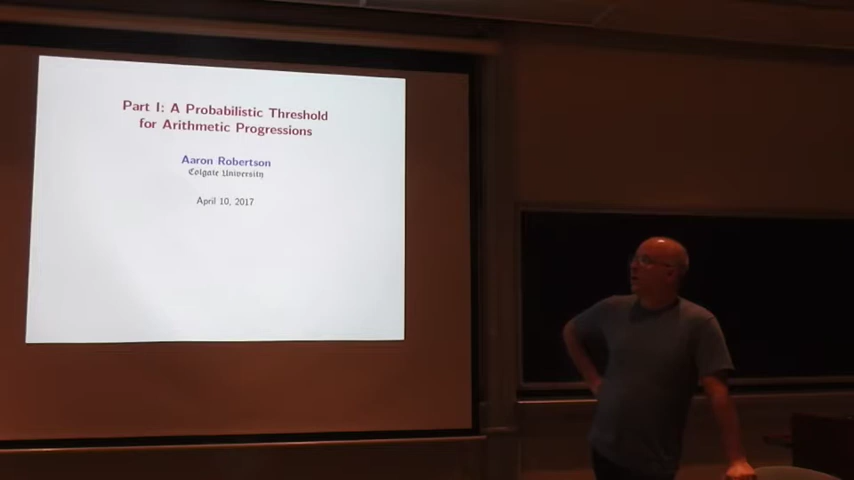 Part I: A Probabilistic Threshold
for Arithmetic Progressions
Aaron Robertson
Colgate University
April 10, 2017